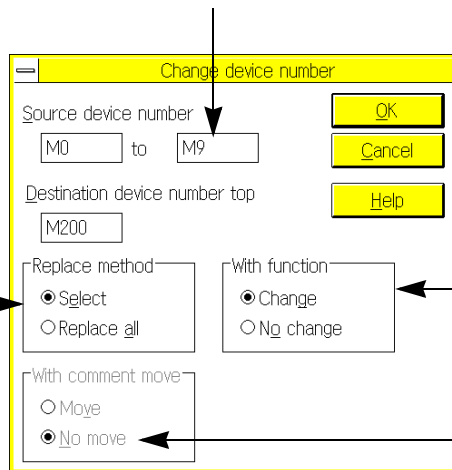 Change device number
Source device number
M0 to M9
OK
Cancel
Destination device number top
Help
M200
Replace method
With function
Select
Change
Replace all
No change
With comment move
Move
No move